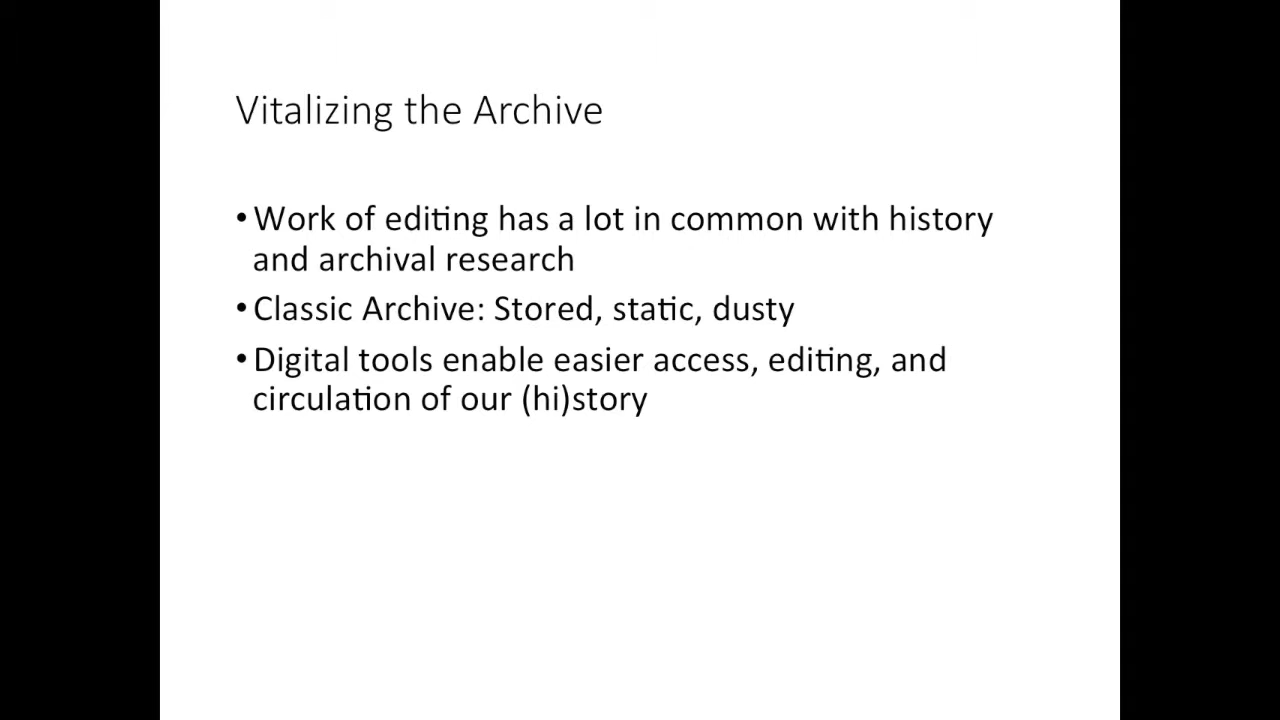 Vitalizing the Archive
• Work of editing has a lot in common with history
and archival research
• Classic Archive: Stored, static, dusty
• Digital tools enable easier access, editing, and
circulation of our (hi)story